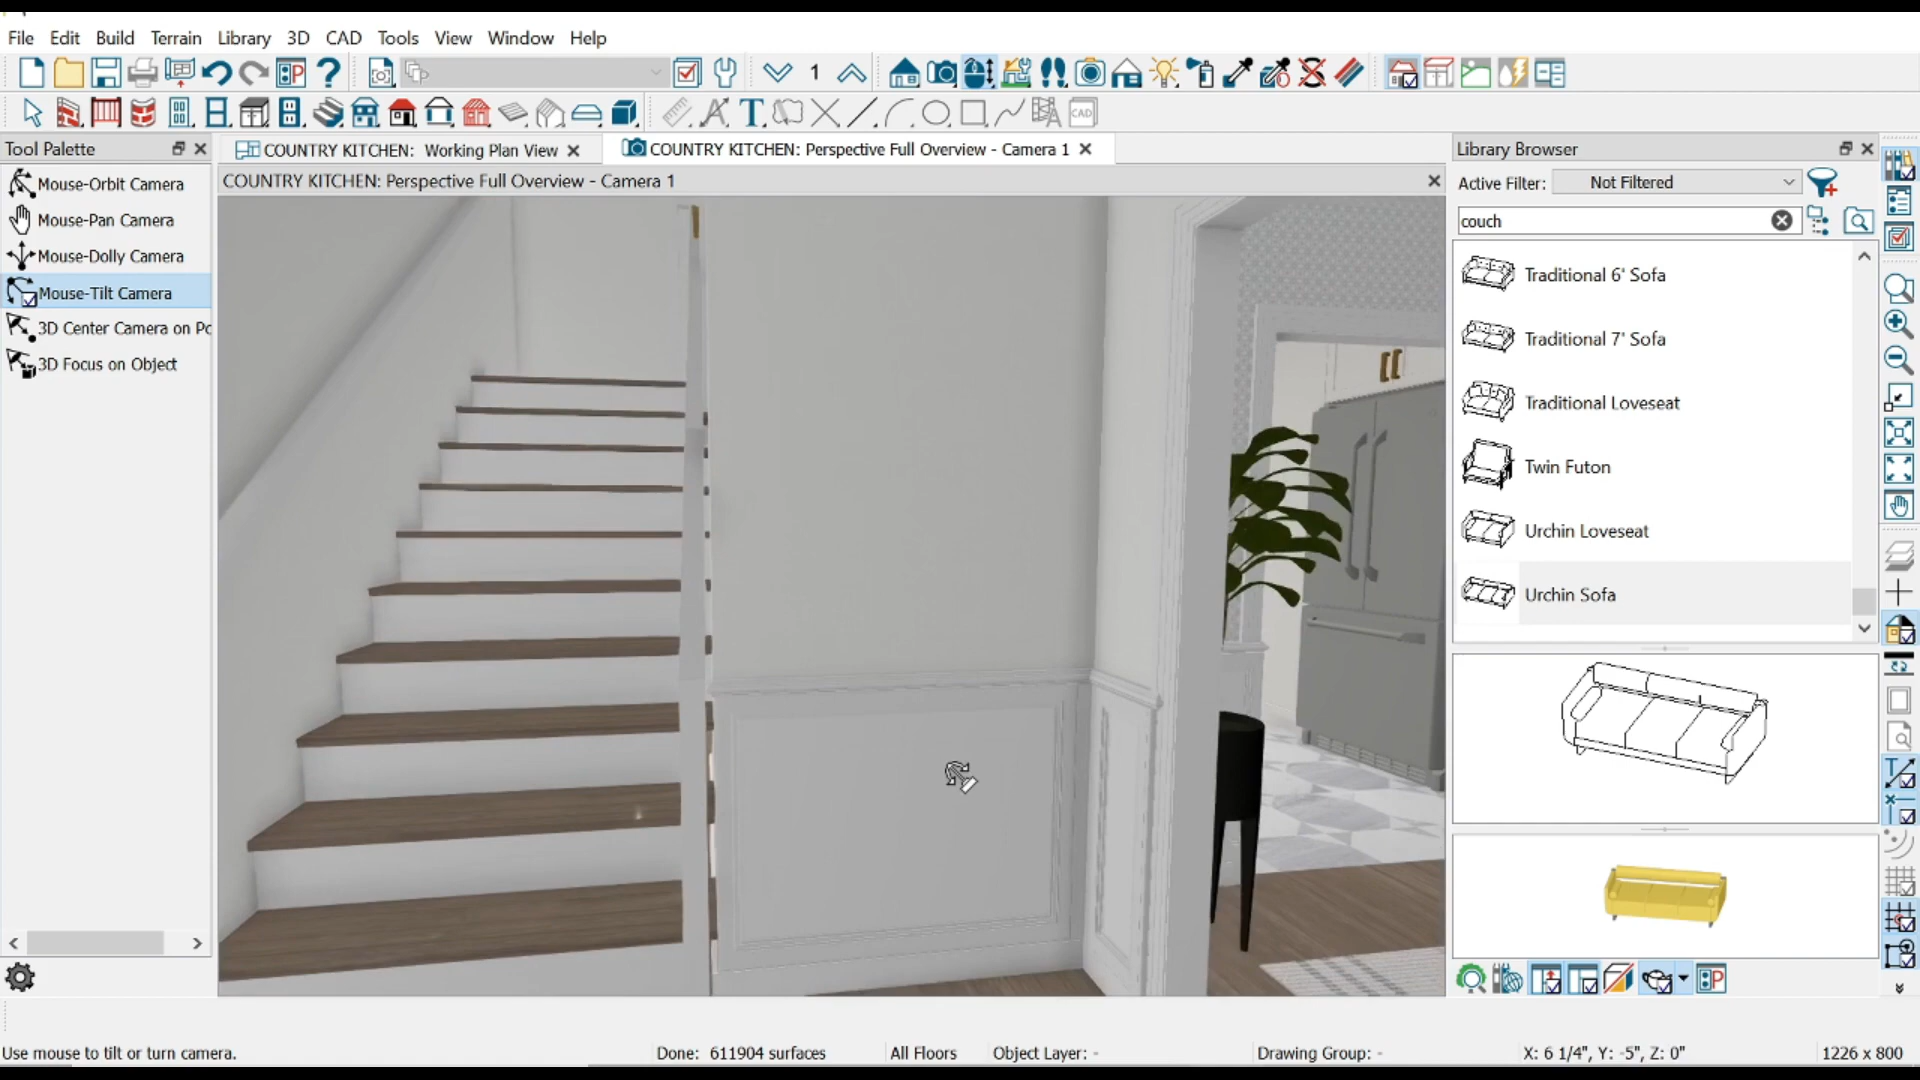 File Edit Build Terrain Library 3D CAD Tools View Window Help
1
Tool Palette
COUNTRY KITCHEN: Working Plan View
COUNTRY KITCHEN: Perspective Full Overview - Camera 1
Library Browser
COUNTRY KITCHEN: Perspective Full Overview - Camera 1
Mouse-Orbit Camera
Mouse-Pan Camera
Mouse-Dolly Camera
Mouse-Tilt Camera
3D Center Camera on Po
3D Focus on Object
Active Filter: Not Filtered
couch
Traditional 6' Sofa
Traditional 7' Sofa
Traditional Loveseat
Twin Futon
Urchin Loveseat
Urchin Sofa
CAD
Use mouse to tilt or turn camera.
Done: 611904 surfaces
All Floors
Object Layer: -
Drawing Group: -
X: 6 1/4", Y: -5", Z: 0"
1226 x 800